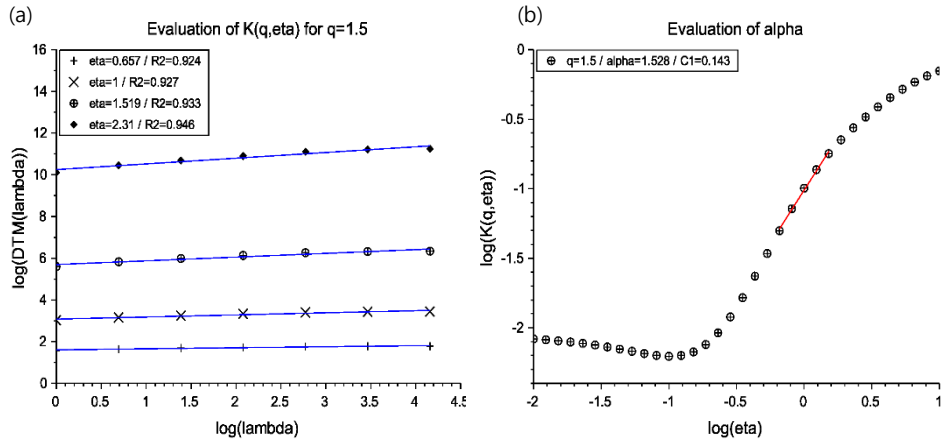 (a)
Evaluation of K(q,eta) for q=1.5
16
14
12
10
8
6
4
2
0
log(DTM(lambda))
eta=0.657 / R2=0.924
eta=1 / R2=0.927
eta=1.519 / R2=0.933
eta=2.31 / R2=0.946
0 0.5 1 1.5 2 2.5 3 3.5 4 4.5
log(lambda)
(b)
Evaluation of alpha
0
-0.5
-1
-1.5
-2
log(K(q,eta))
q=1.5 / alpha=1.528 / C1=0.143
-2 -1.5 -1 -0.5 0 0.5 1
log(eta)